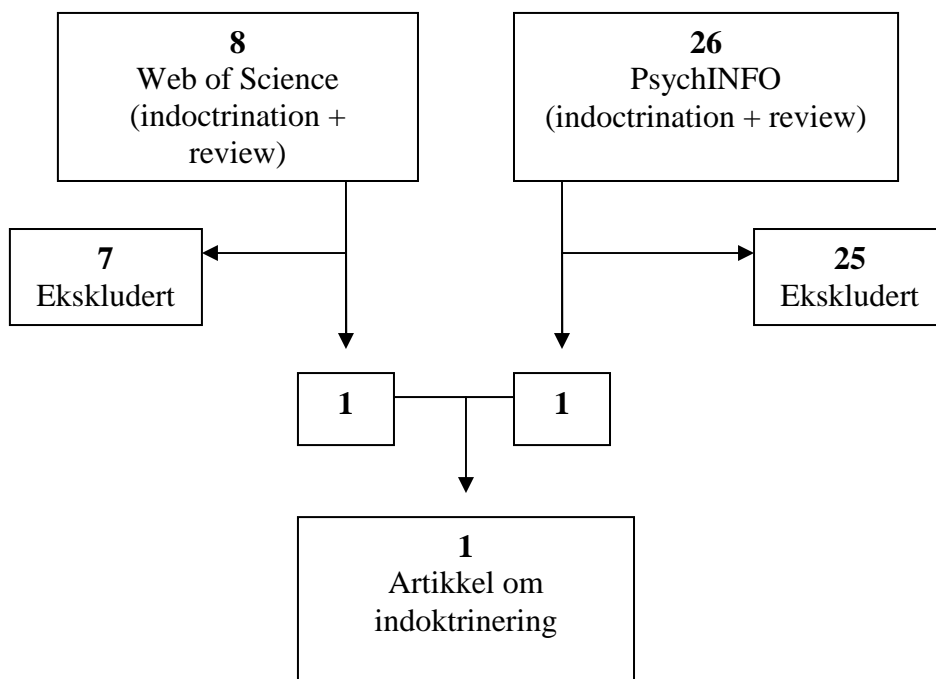 8
Web of Science
(indoctrination +
review)
26
PsychINFO
(indoctrination + review)
7
Ekskludert
25
Ekskludert
1
1
1
Artikkel om
indoktrinering